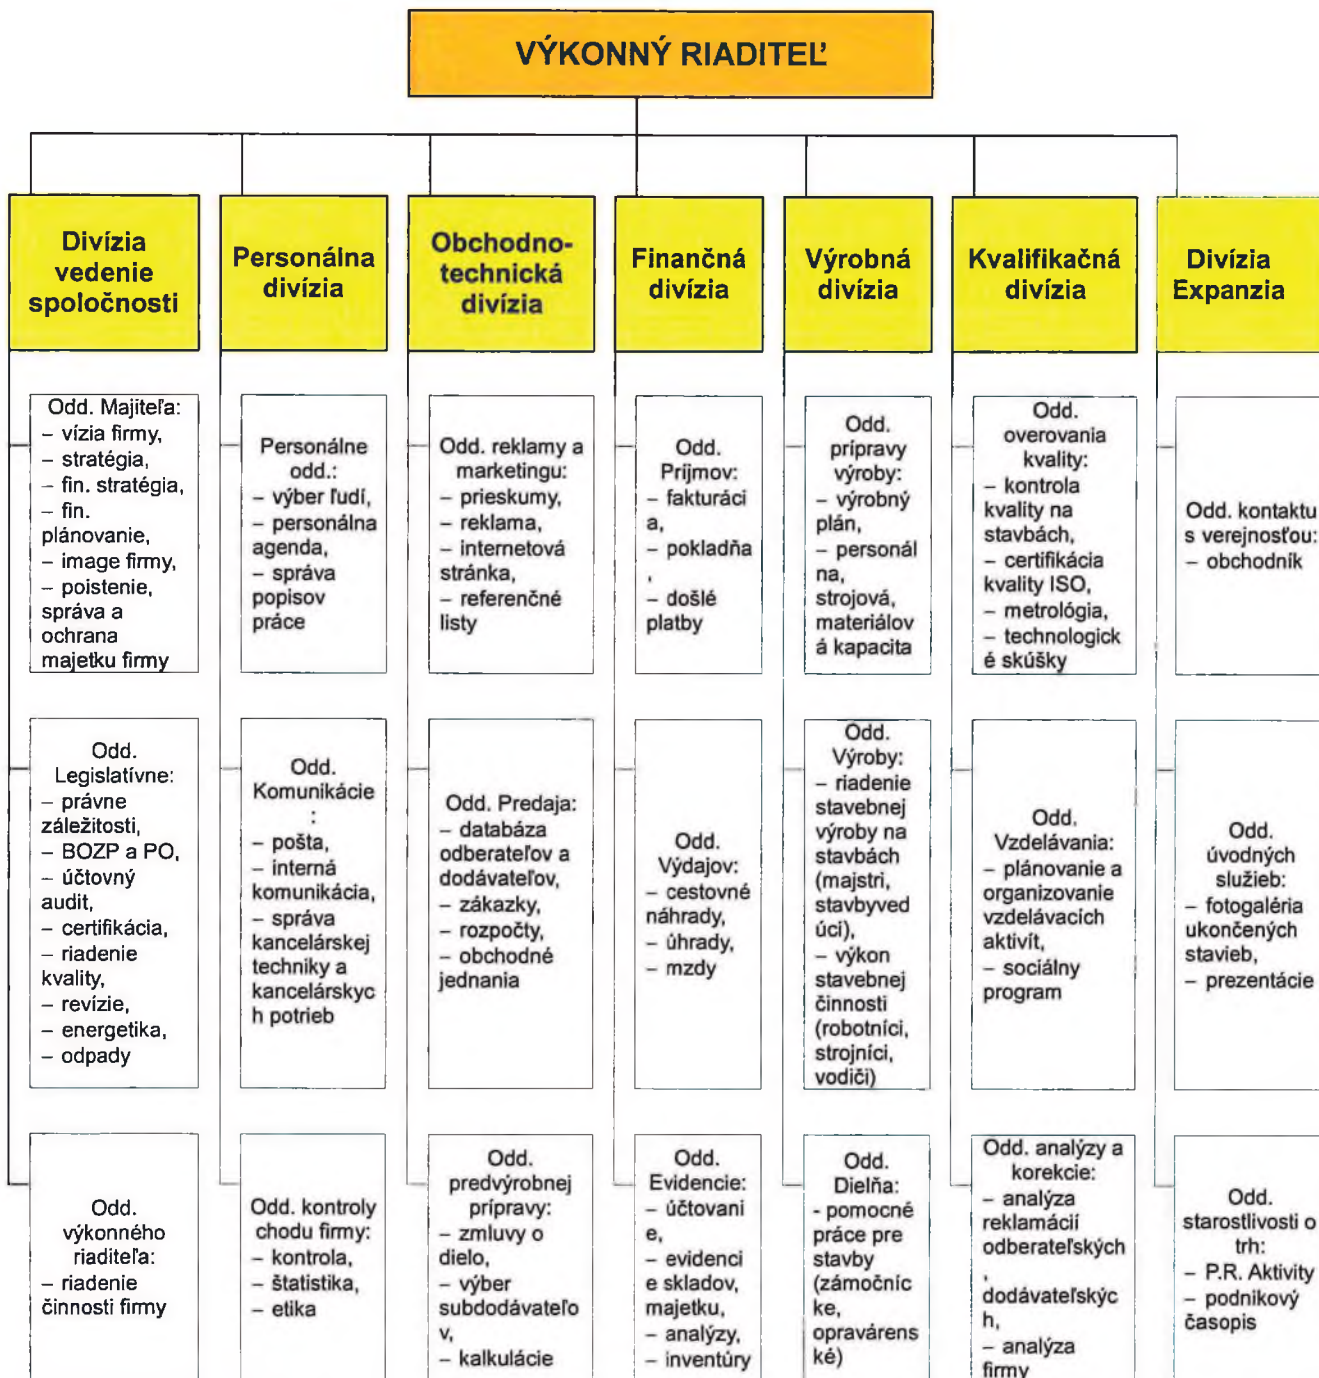 VÝKONNÝ RIADITEĽ
Divízia
vedenie
spoločnosti
Personálna
divízia
Obchodno-
technická
divízia
Finančná
divízia
Výrobná
divízia
Kvalifikačná
divízia
Divízia
Expanzia
Odd. Majiteľa:
– vízia firmy,
– stratégia,
– fin. stratégia,
– fin.
plánovanie,
– image firmy,
– poistenie,
správa a
ochrana
majetku firmy
Personálne
odd.:
– výber ľudí,
– personálna
agenda,
– správa
popisov
práce
Odd. reklamy a
marketingu:
– prieskumy,
– reklama,
– internetová
stránka,
– referenčné
listy
Odd.
Príjmov:
– fakturáci
a,
– pokladňa
,
– došlé
platby
Odd.
prípravy
výroby:
– výrobný
plán,
– personál
na,
strojová,
materiálov
á kapacita
Odd.
overovania
kvality:
– kontrola
kvality na
stavbách,
– certifikácia
kvality ISO,
– metrológia,
– technologick
é skúšky
Odd. kontaktu
s verejnosťou:
– obchodník
Odd.
Legislatívne:
– právne
záležitosti,
– BOZP a PO,
– účtovný
audit,
– certifikácia,
– riadenie
kvality,
– revízie,
– energetika,
– odpady
Odd.
Komunikácie
:
– pošta,
– interná
komunikácia,
– správa
kancelárskej
techniky a
kancelárskyc
h potrieb
Odd. Predaja:
– databáza
odberateľov a
dodávateľov,
– zákazky,
– rozpočty,
– obchodné
jednania
Odd.
Výdajov:
– cestovné
náhrady,
– úhrady,
– mzdy
Odd.
Výroby:
– riadenie
stavebnej
výroby na
stavbách
(majstri,
stavbyved
úci),
– výkon
stavebnej
činnosti
(robotníci,
strojníci,
vodiči)
Odd.
Vzdelávania:
– plánovanie a
organizovanie
vzdelávacích
aktivít,
– sociálny
program
Odd.
úvodných
služieb:
– fotogaléria
ukončených
stavieb,
– prezentácie
Odd.
výkonného
riaditeľa:
– riadenie
činnosti firmy
Odd. kontroly
chodu firmy:
– kontrola,
– štatistika,
– etika
Odd.
predvýrobnej
prípravy:
– zmluvy o
dielo,
– výber
subdodávateľo
v,
– kalkulácie
Odd.
Evidencie:
– účtovani
e,
– evidenci
e skladov,
majetku,
– analýzy,
– inventúry
Odd.
Dielňa:
- pomocné
práce pre
stavby
(zámočníc
ke,
opravárens
ké)
Odd. analýzy a
korekcie:
– analýza
reklamácií
odberateľských
,
dodávateľskýc
h,
– analýza
firmy
Odd.
starostlivosti o
trh:
– P.R. Aktivity
– podnikový
časopis